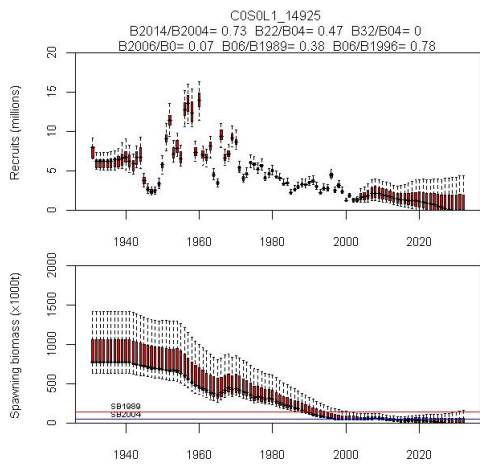 C0S0L1_14925
B2014/B2004= 0.73 B22/B04= 0.47 B32/B04= 0
B2006/B0= 0.07 B06/B1989= 0.38 B06/B1996= 0.78
Recruits (millions)
20
15
10
5
0
1940
1960
1980
2000
2020
Spawning biomass (x1000t)
2000
1500
1000
500
0
SB1989
SB2004
1940
1960
1980
2000
2020